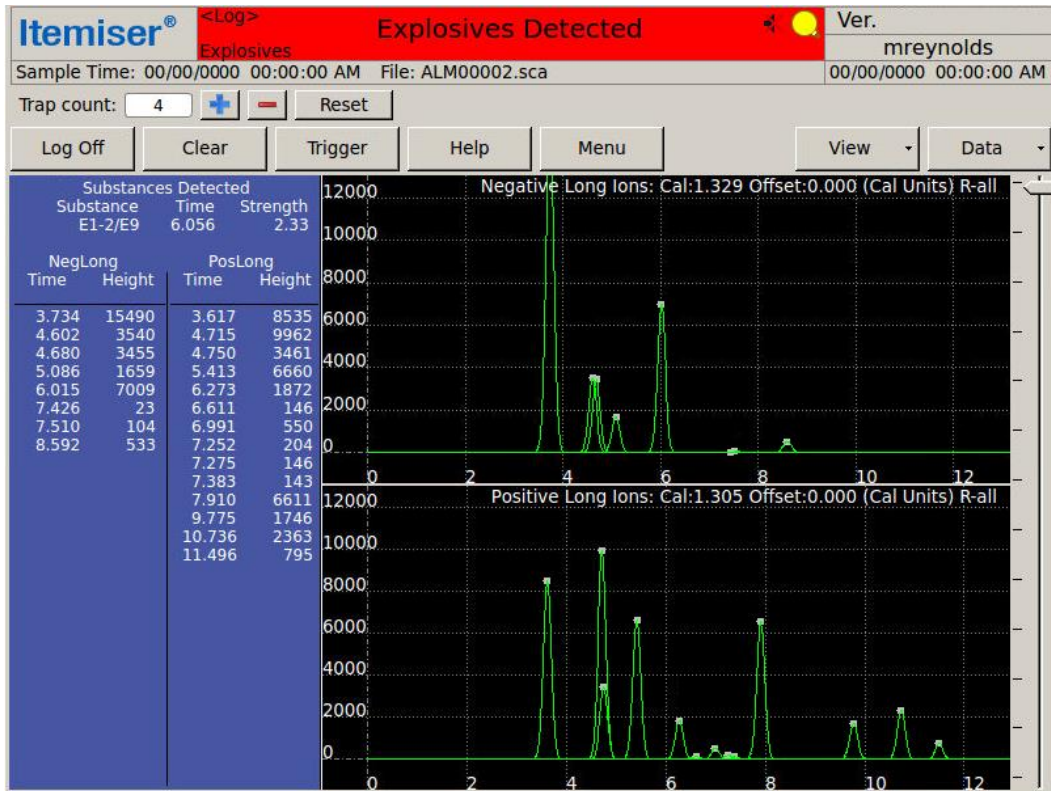 Itemiser®
<Log>
Explosives
Explosives Detected
Ver.
mreynolds
Sample Time: 00/00/0000 00:00:00 AM File: ALM00002.sca
00/00/0000 00:00:00 AM
Trap count: 4 Reset
Log Off Clear Trigger Help Menu View Data
Substances Detected
Substance Time Strength
E1-2/E9 6.056 2.33
NegLong PosLong
Time Height Time Height
3.734 15490 3.617 8535
4.602 3540 4.715 9962
4.680 3455 4.750 3461
5.086 1659 5.413 6660
6.015 7009 6.273 1872
7.426 23 6.611 146
7.510 104 6.991 550
8.592 533 7.252 204
7.275 146
7.383 143
7.910 6611
9.775 1746
10.736 2363
11.496 795
Negative Long Ions: Cal:1.329 Offset:0.000 (Cal Units) R-all
12000
10000
8000
6000
4000
2000
0
0 2 4 6 8 10 12
Positive Long Ions: Cal:1.305 Offset:0.000 (Cal Units) R-all
12000
10000
8000
6000
4000
2000
0
0 2 4 6 8 10 12